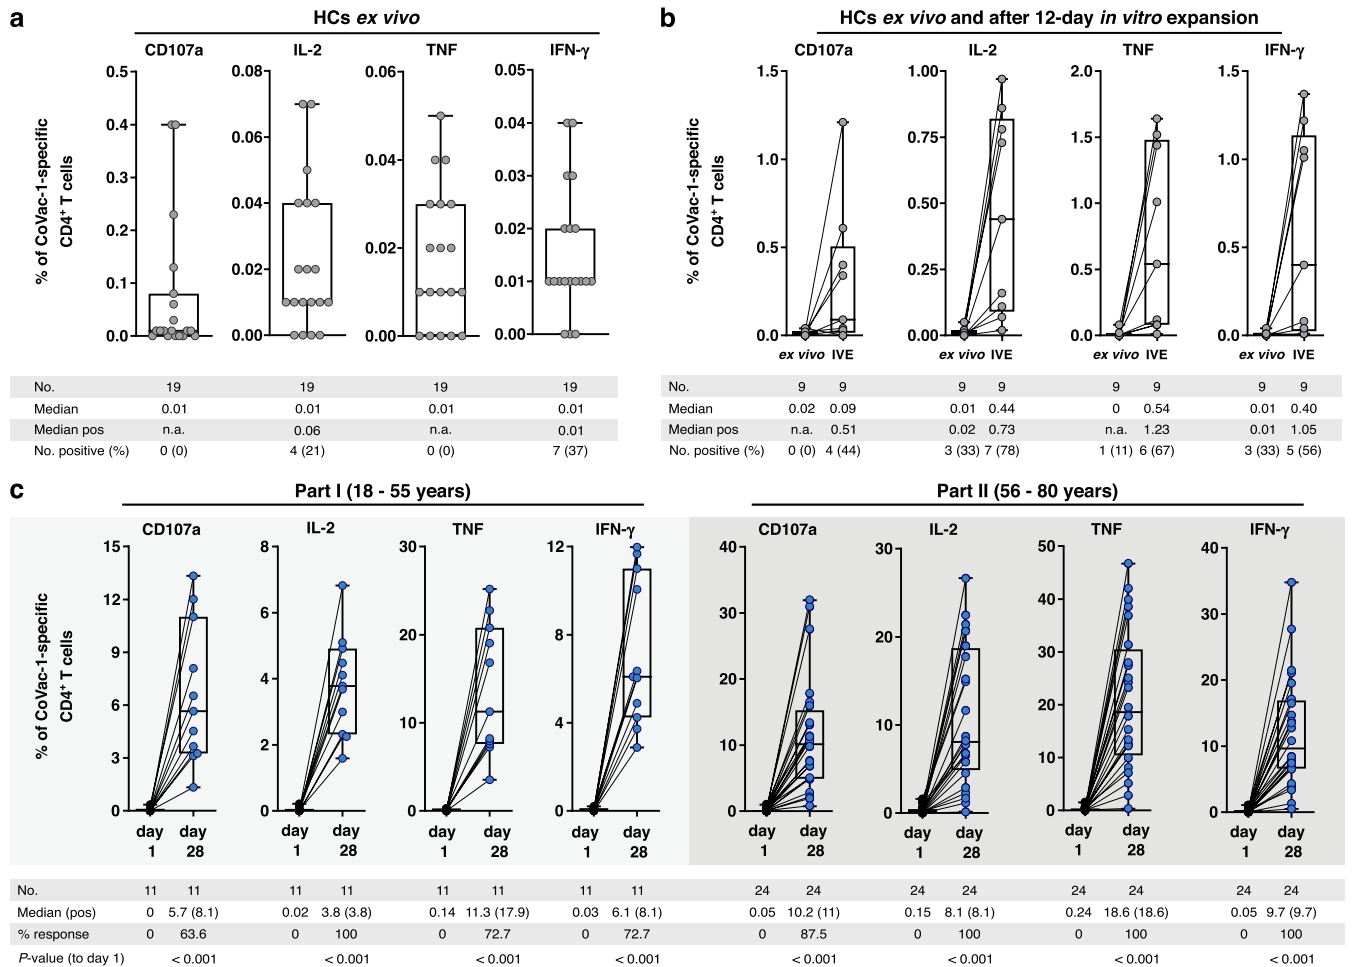 a
HCs ex vivo
CD107a IL-2 TNF IFN-γ
% of CoVac-1-specific
CD4⁺ T cells
0.5
0.4
0.3
0.2
0.1
0.0
0.08
0.06
0.04
0.02
0.00
0.06
0.04
0.02
0.00
0.05
0.04
0.03
0.02
0.01
0.00
No. 19 19 19 19
Median 0.01 0.01 0.01 0.01
Median pos n.a. 0.06 n.a. 0.01
No. positive (%) 0 (0) 4 (21) 0 (0) 7 (37)
b
HCs ex vivo and after 12-day in vitro expansion
CD107a IL-2 TNF IFN-γ
% of CoVac-1-specific
CD4⁺ T cells
1.5
1.0
0.5
0.0
1.00
0.75
0.50
0.25
0.00
2.0
1.5
1.0
0.5
0.0
1.5
1.0
0.5
0.0
ex vivo IVE ex vivo IVE ex vivo IVE ex vivo IVE
No. 9 9 9 9 9 9 9 9
Median 0.02 0.09 0.01 0.44 0 0.54 0.01 0.40
Median pos n.a. 0.51 0.02 0.73 n.a. 1.23 0.01 1.05
No. positive (%) 0 (0) 4 (44) 3 (33) 7 (78) 1 (11) 6 (67) 3 (33) 5 (56)
c
Part I (18 - 55 years) Part II (56 - 80 years)
CD107a IL-2 TNF IFN-γ CD107a IL-2 TNF IFN-γ
% of CoVac-1-specific
CD4⁺ T cells
15
12
9
6
3
0
8
6
4
2
0
30
20
10
0
12
8
4
0
40
30
20
10
0
30
20
10
0
50
40
30
20
10
0
40
30
20
10
0
day day day day day day day day day day day day day day day day
1 28 1 28 1 28 1 28 1 28 1 28 1 28 1 28
No. 11 11 11 11 11 11 11 11 24 24 24 24 24 24 24 24
Median (pos) 0 5.7 (8.1) 0.02 3.8 (3.8) 0.14 11.3 (17.9) 0.03 6.1 (8.1) 0.05 10.2 (11) 0.15 8.1 (8.1) 0.24 18.6 (18.6) 0.05 9.7 (9.7)
% response 0 63.6 0 100 0 72.7 0 72.7 0 87.5 0 100 0 100 0 100
P-value (to day 1) < 0.001 < 0.001 < 0.001 < 0.001 < 0.001 < 0.001 < 0.001 < 0.001